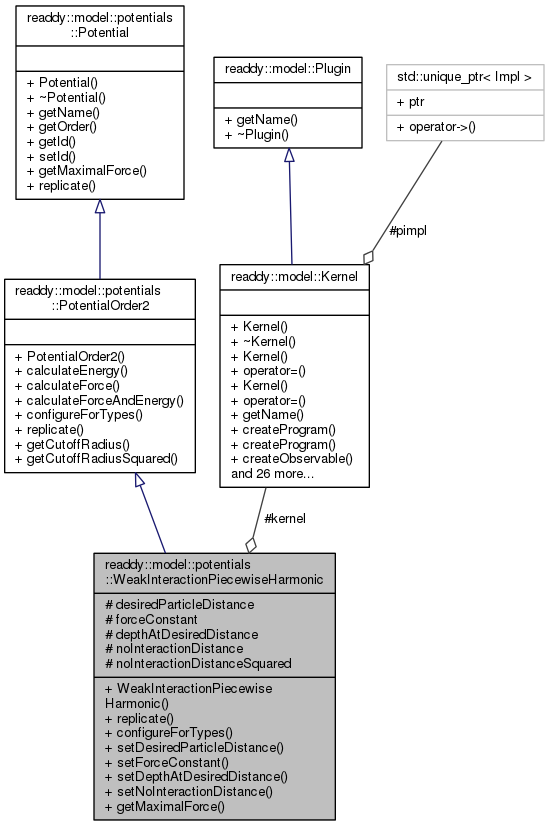 readdy::model::potentials
::Potential
+ Potential()
+ ~Potential()
+ getName()
+ getOrder()
+ getId()
+ setId()
+ getMaximalForce()
+ replicate()
readdy::model::Plugin
+ getName()
+ ~Plugin()
std::unique_ptr< Impl >
+ ptr
+ operator->()
#pimpl
readdy::model::potentials
::PotentialOrder2
+ PotentialOrder2()
+ calculateEnergy()
+ calculateForce()
+ calculateForceAndEnergy()
+ configureForTypes()
+ replicate()
+ getCutoffRadius()
+ getCutoffRadiusSquared()
readdy::model::Kernel
+ Kernel()
+ ~Kernel()
+ Kernel()
+ operator=()
+ Kernel()
+ operator=()
+ getName()
+ createProgram()
+ createProgram()
+ createObservable()
and 26 more...
#kernel
readdy::model::potentials
::WeakInteractionPiecewiseHarmonic
# desiredParticleDistance
# forceConstant
# depthAtDesiredDistance
# noInteractionDistance
# noInteractionDistanceSquared
+ WeakInteractionPiecewise
Harmonic()
+ replicate()
+ configureForTypes()
+ setDesiredParticleDistance()
+ setForceConstant()
+ setDepthAtDesiredDistance()
+ setNoInteractionDistance()
+ getMaximalForce()